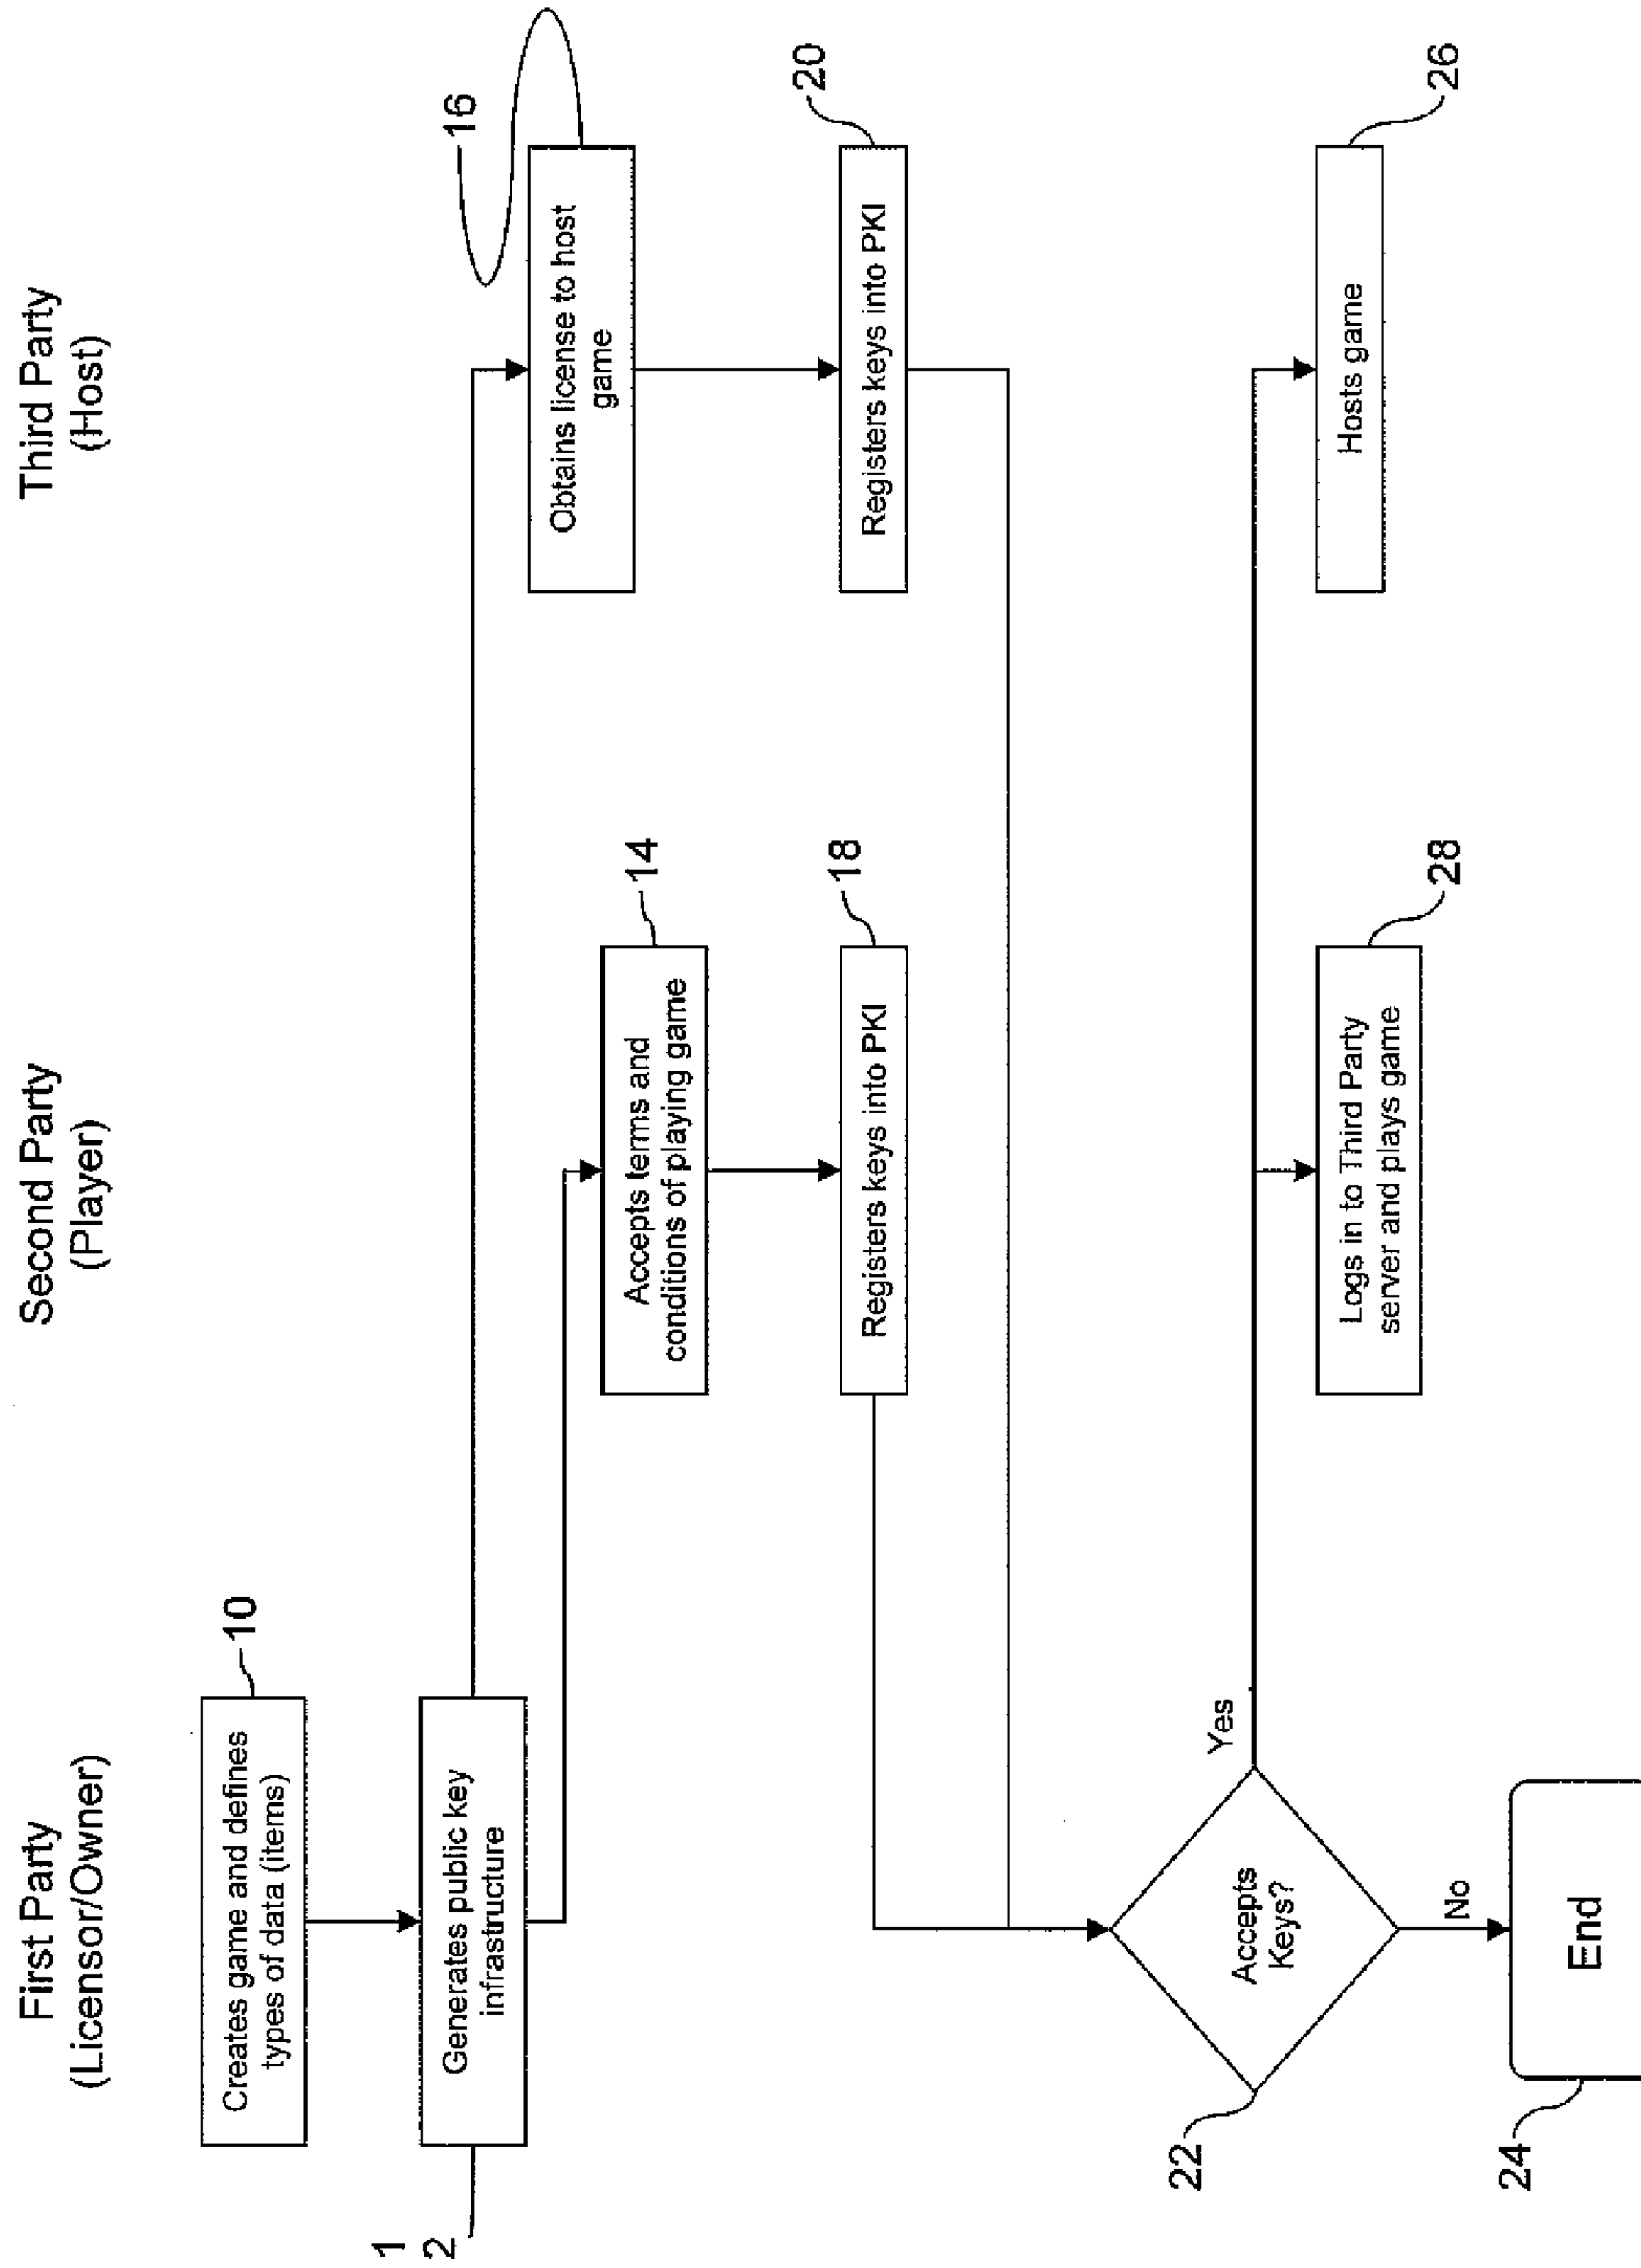 First Party
(Licensor/Owner)
Second Party
(Player)
Third Party
(Host)
Creates game and defines
types of data (items)
10
Generates public key
infrastructure
1
2
Accepts terms and
conditions of playing game
14
Obtains license to host
game
16
Registers keys into PKI
18
Registers keys into PKI
20
Accepts
Keys?
22
Yes
No
End
24
Logs in to Third Party
server and plays game
28
Hosts game
26